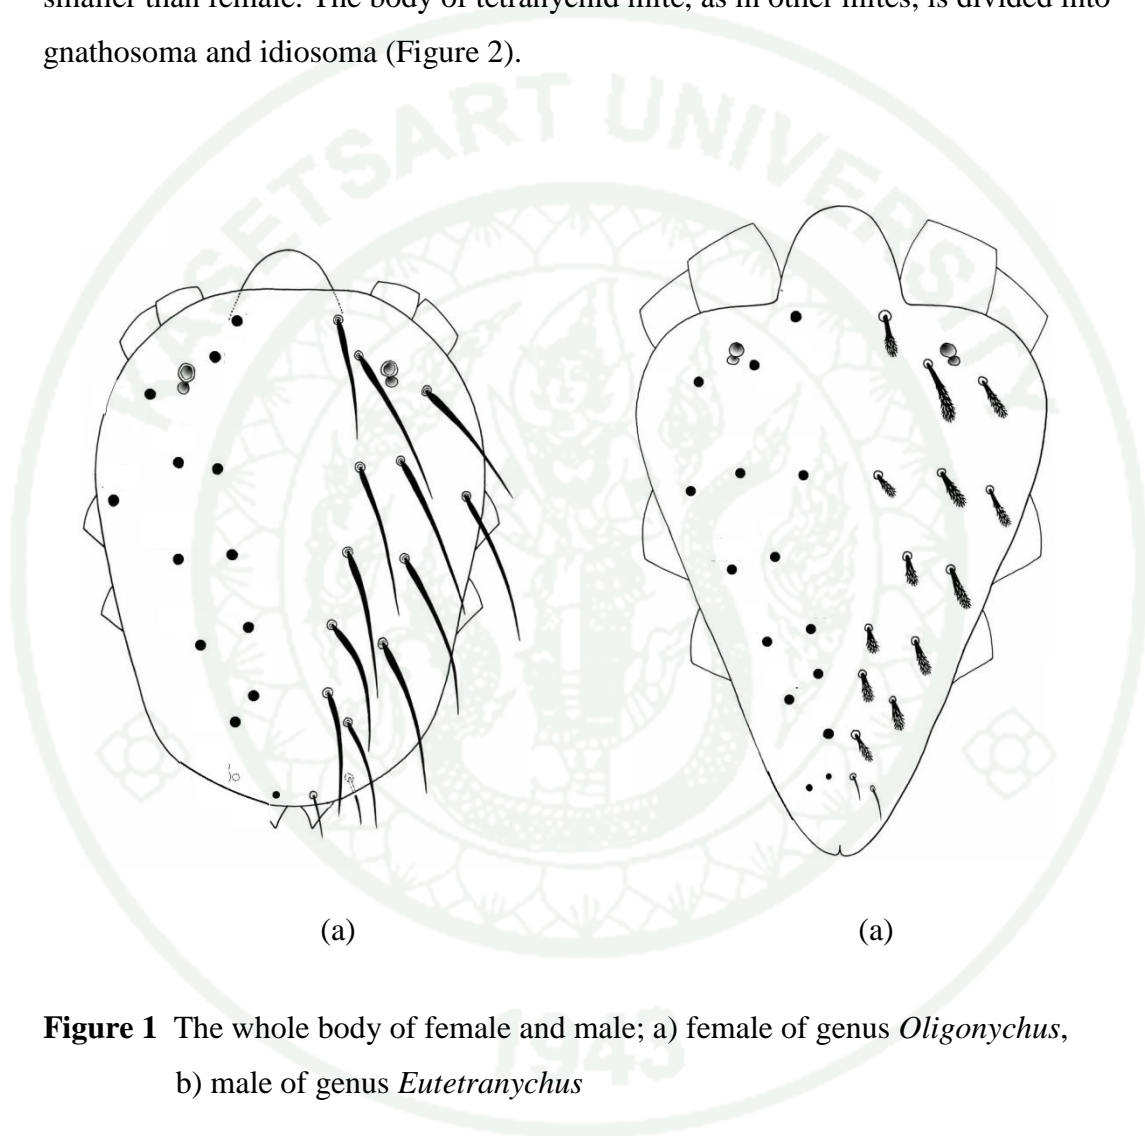 smaller than female. The body of tetranychid mite, as in other mites, is divided into
gnathosoma and idiosoma (Figure 2).
KASETSART UNIVERSITY
(a) (a)
1943
Figure 1 The whole body of female and male; a) female of genus Oligonychus,
b) male of genus Eutetranychus